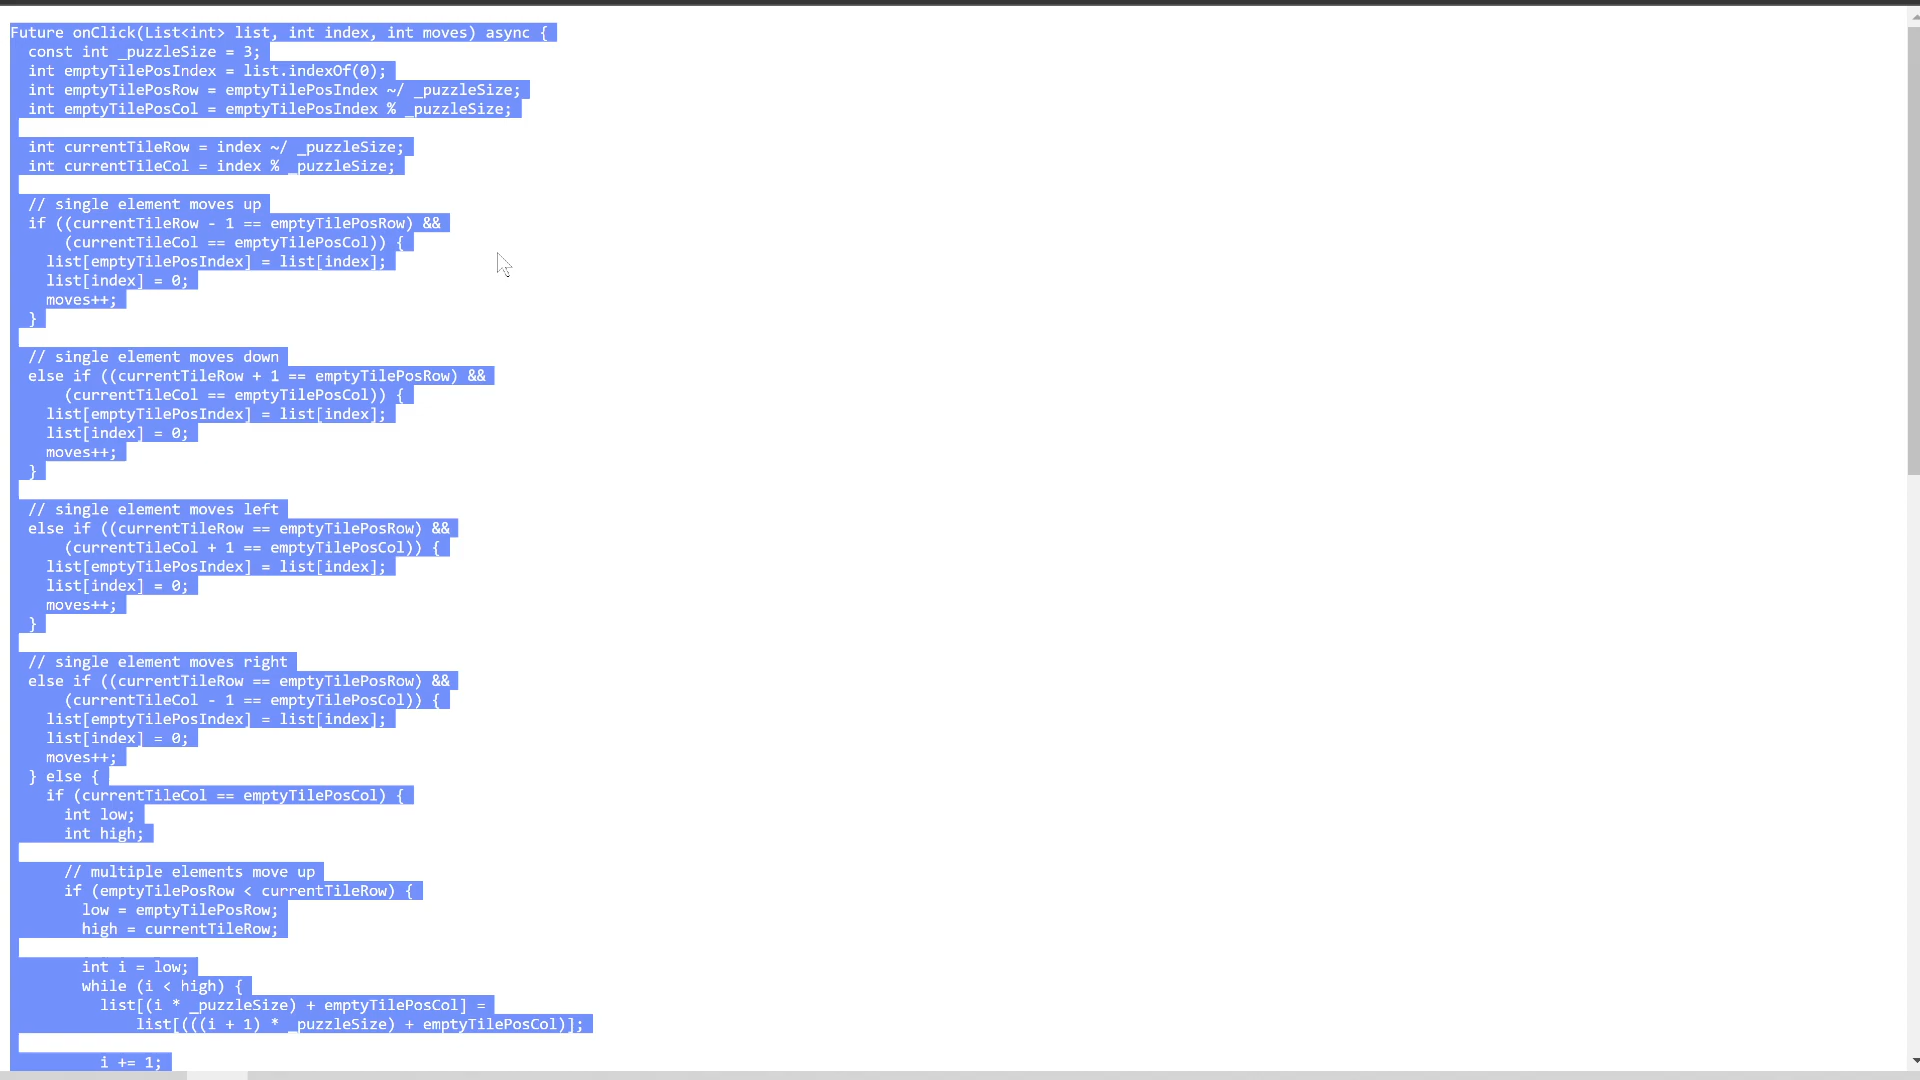 Future onClick(List<int> list, int index, int moves) async {
  const int _puzzleSize = 3;
  int emptyTilePosIndex = list.indexOf(0);
  int emptyTilePosRow = emptyTilePosIndex ~/ _puzzleSize;
  int emptyTilePosCol = emptyTilePosIndex % _puzzleSize;

  int currentTileRow = index ~/ _puzzleSize;
  int currentTileCol = index % _puzzleSize;

  // single element moves up
  if ((currentTileRow - 1 == emptyTilePosRow) &&
      (currentTileCol == emptyTilePosCol)) {
    list[emptyTilePosIndex] = list[index];
    list[index] = 0;
    moves++;
  }

  // single element moves down
  else if ((currentTileRow + 1 == emptyTilePosRow) &&
      (currentTileCol == emptyTilePosCol)) {
    list[emptyTilePosIndex] = list[index];
    list[index] = 0;
    moves++;
  }

  // single element moves left
  else if ((currentTileRow == emptyTilePosRow) &&
      (currentTileCol + 1 == emptyTilePosCol)) {
    list[emptyTilePosIndex] = list[index];
    list[index] = 0;
    moves++;
  }

  // single element moves right
  else if ((currentTileRow == emptyTilePosRow) &&
      (currentTileCol - 1 == emptyTilePosCol)) {
    list[emptyTilePosIndex] = list[index];
    list[index] = 0;
    moves++;
  } else {
    if (currentTileCol == emptyTilePosCol) {
      int low;
      int high;

      // multiple elements move up
      if (emptyTilePosRow < currentTileRow) {
        low = emptyTilePosRow;
        high = currentTileRow;

        int i = low;
        while (i < high) {
          list[(i * _puzzleSize) + emptyTilePosCol] =
              list[(((i + 1) * _puzzleSize) + emptyTilePosCol)];

          i += 1;